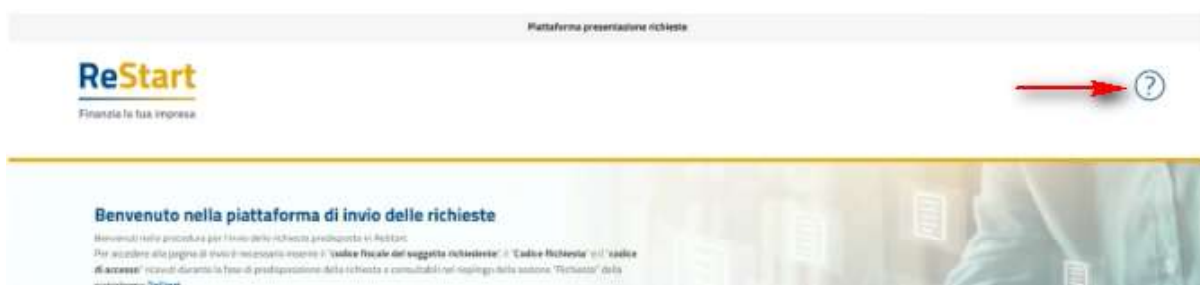 Piattaforma presentazione richieste
ReStart
Finanzia la tua impresa
?
Benvenuto nella piattaforma di invio delle richieste
Benvenuti nella procedura per l'invio delle richieste predisposte in ReStart.
Per accedere alla pagina di invio è necessario inserire il "codice fiscale del soggetto richiedente", il "Codice Richiesta" e il "codice
di accesso" ricevuti durante la fase di predisposizione della richiesta e consultabili nel riepilogo della sezione "Richieste" della
piattaforma ReStart